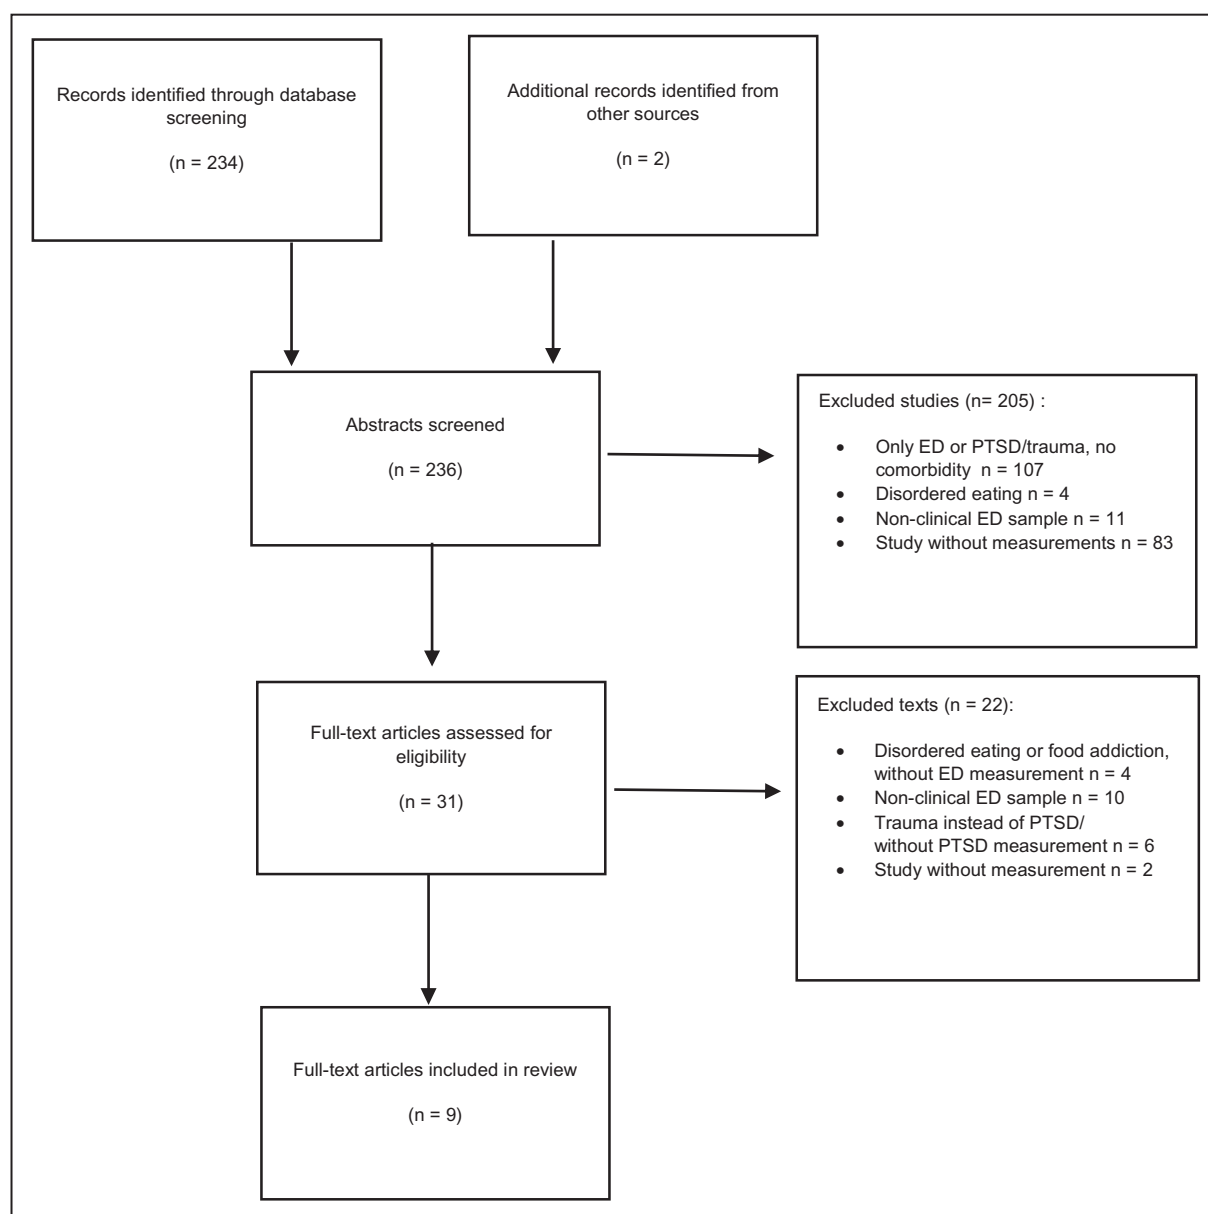 Records identified through database
screening
(n = 234)
Additional records identified from
other sources
(n = 2)
Abstracts screened
(n = 236)
Excluded studies (n= 205) :
• Only ED or PTSD/trauma, no
comorbidity n = 107
• Disordered eating n = 4
• Non-clinical ED sample n = 11
• Study without measurements n = 83
Full-text articles assessed for
eligibility
(n = 31)
Excluded texts (n = 22):
• Disordered eating or food addiction,
without ED measurement n = 4
• Non-clinical ED sample n = 10
• Trauma instead of PTSD/
without PTSD measurement n = 6
• Study without measurement n = 2
Full-text articles included in review
(n = 9)